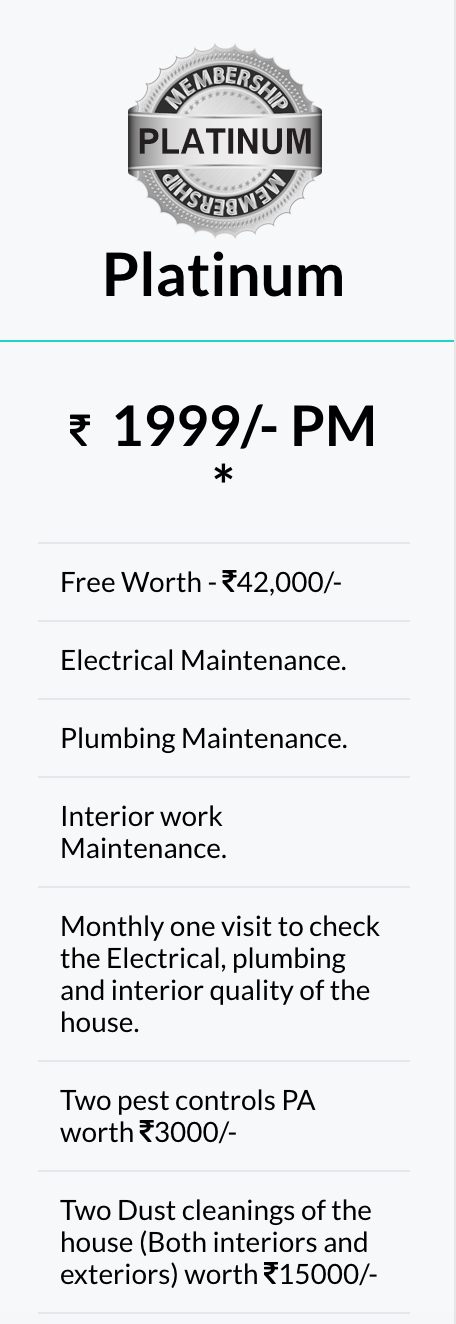 MEMBERSHIP
PLATINUM
MEMBERSHIP
Platinum
₹ 1999/- PM
*
Free Worth - ₹42,000/-
Electrical Maintenance.
Plumbing Maintenance.
Interior work
Maintenance.
Monthly one visit to check
the Electrical, plumbing
and interior quality of the
house.
Two pest controls PA
worth ₹3000/-
Two Dust cleanings of the
house (Both interiors and
exteriors) worth ₹15000/-